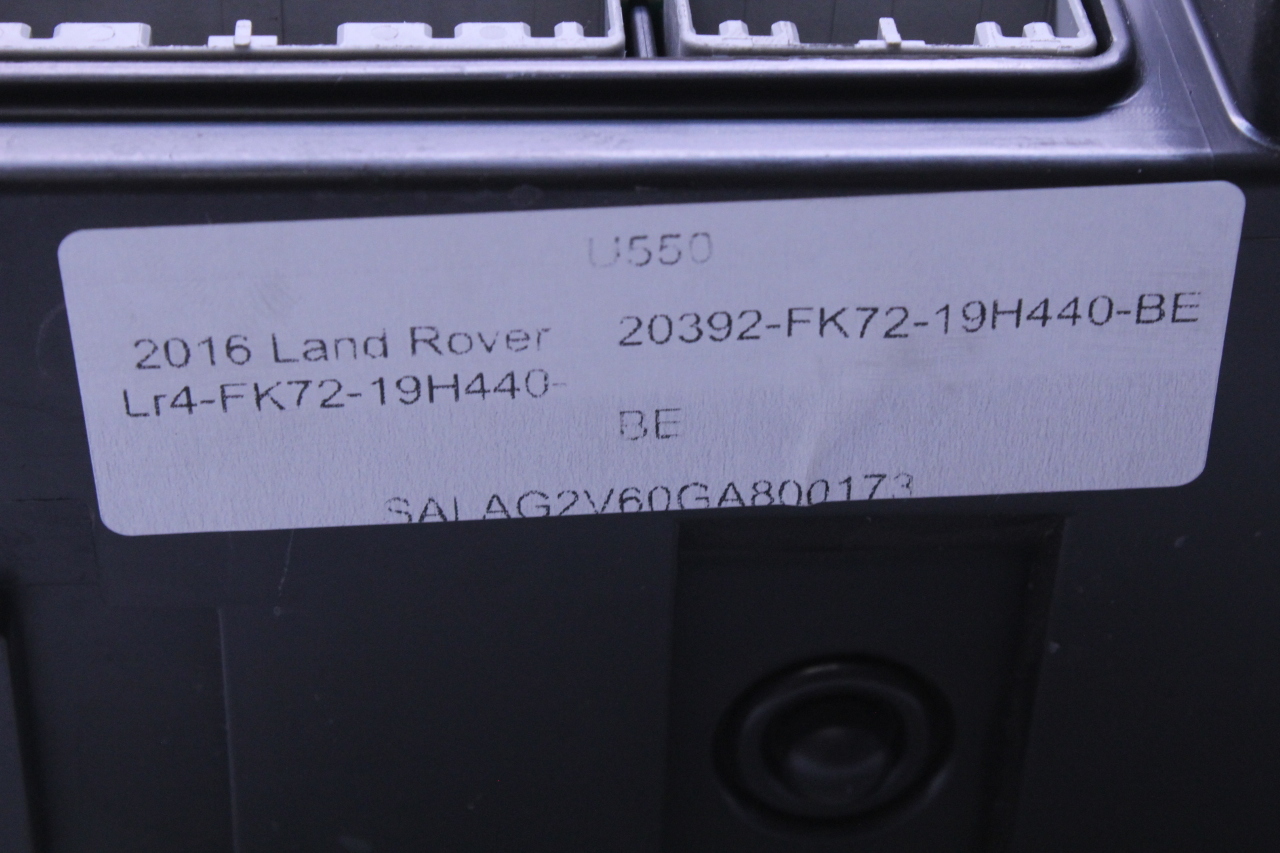 U550
2016 Land Rover 20392-FK72-19H440-BE
Lr4-FK72-19H440-
BE
SALAG2V60GA800173